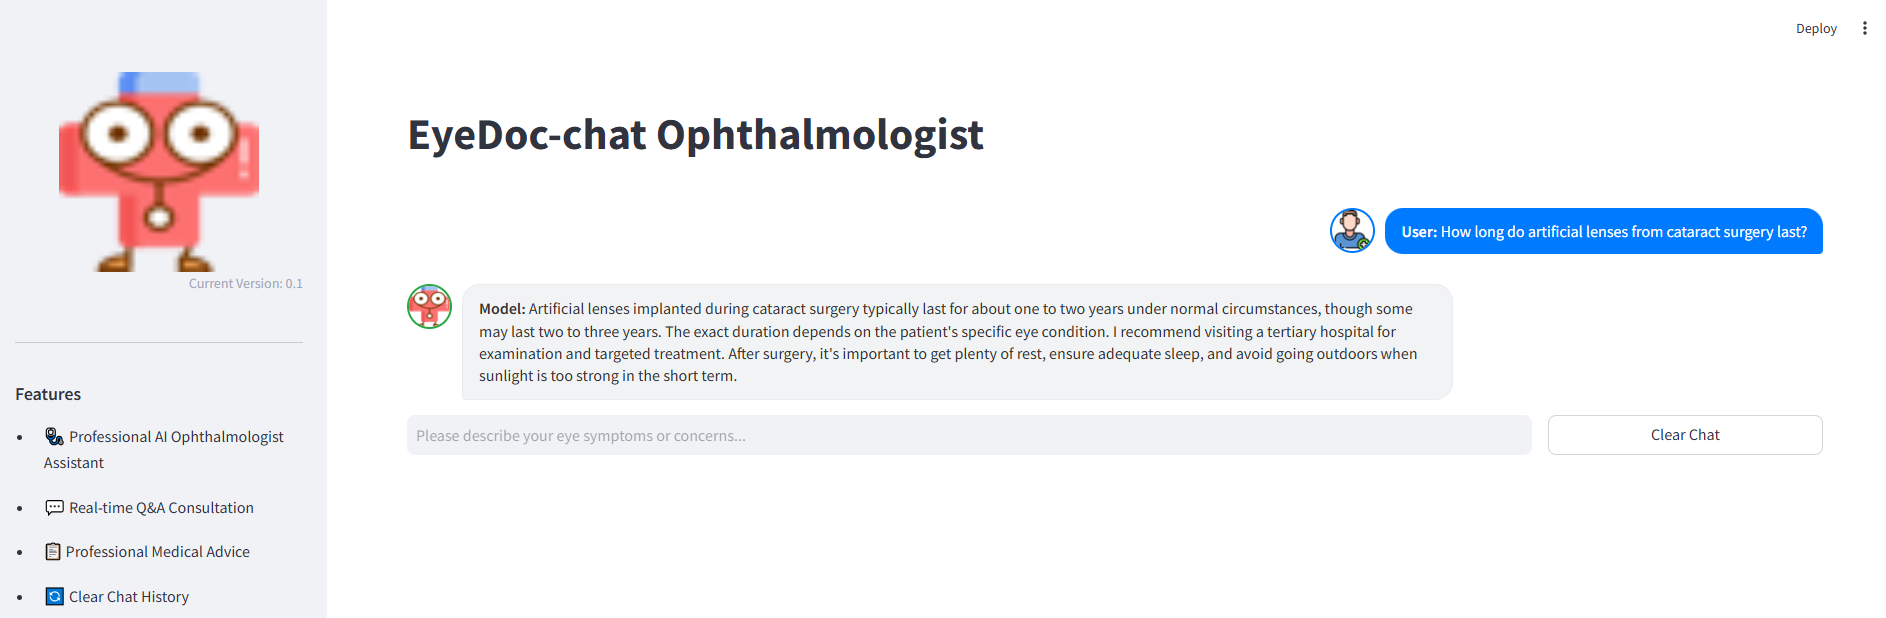 Deploy
EyeDoc-chat Ophthalmologist
User: How long do artificial lenses from cataract surgery last?
Model: Artificial lenses implanted during cataract surgery typically last for about one to two years under normal circumstances, though some
may last two to three years. The exact duration depends on the patient's specific eye condition. I recommend visiting a tertiary hospital for
examination and targeted treatment. After surgery, it's important to get plenty of rest, ensure adequate sleep, and avoid going outdoors when
sunlight is too strong in the short term.
Please describe your eye symptoms or concerns...
Clear Chat
Current Version: 0.1
Features
Professional AI Ophthalmologist
Assistant
Real-time Q&A Consultation
Professional Medical Advice
Clear Chat History